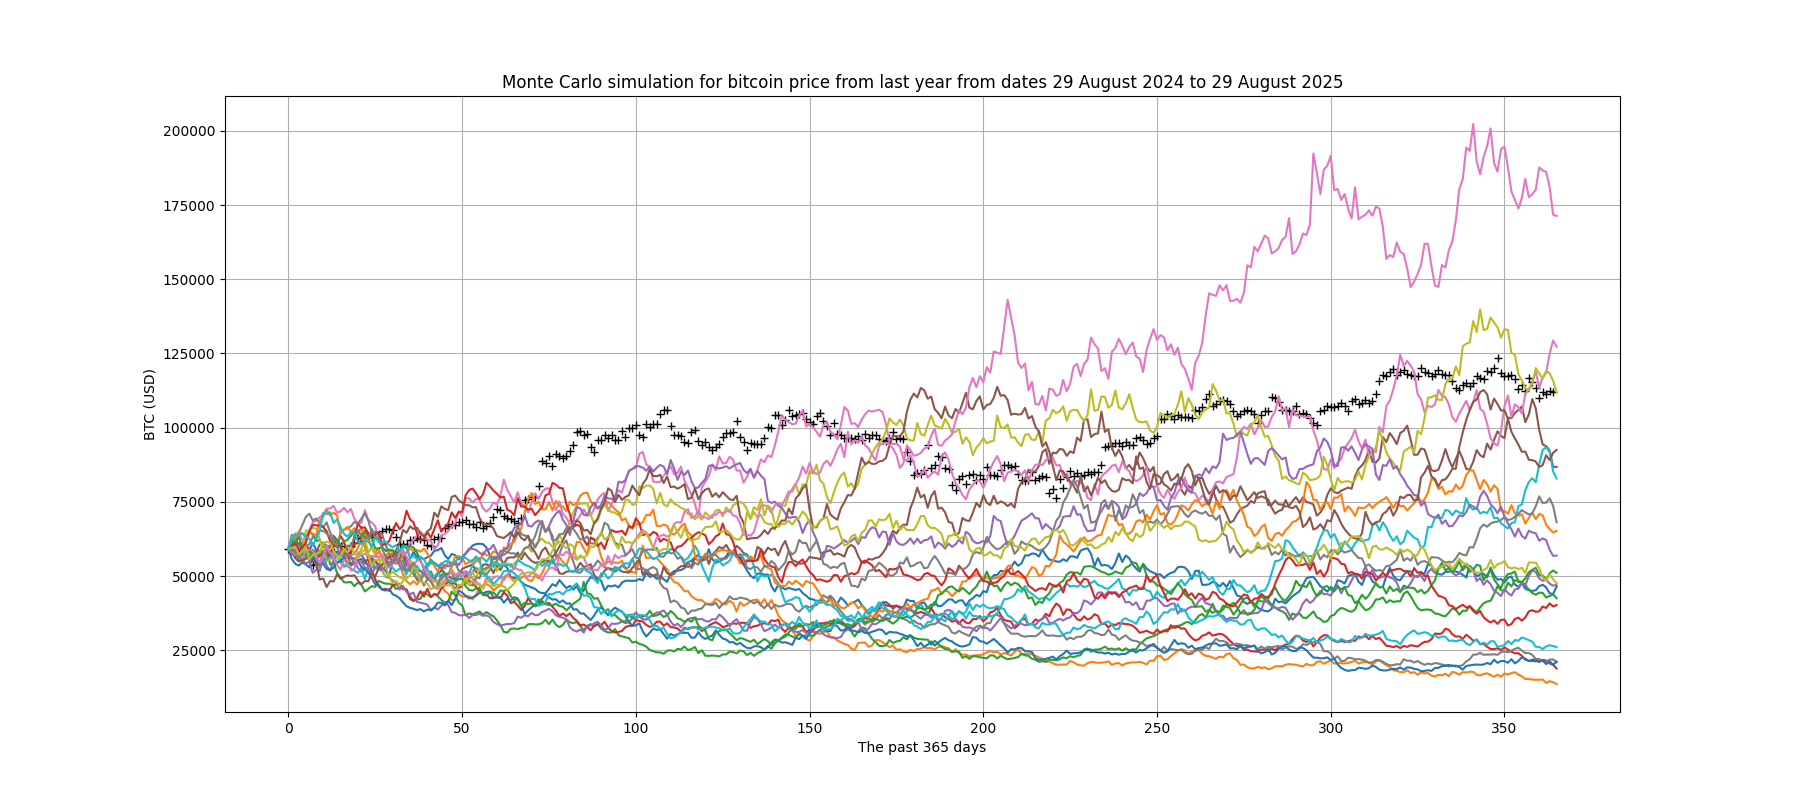 Monte Carlo simulation for bitcoin price from last year from dates 29 August 2024 to 29 August 2025
200000
175000
150000
125000
100000
75000
50000
25000
BTC (USD)
0 50 100 150 200 250 300 350
The past 365 days